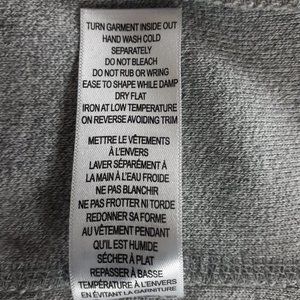 TURN GARMENT INSIDE OUT
HAND WASH COLD
SEPARATELY
DO NOT BLEACH
DO NOT RUB OR WRING
EASE TO SHAPE WHILE DAMP
DRY FLAT
IRON AT LOW TEMPERATURE
ON REVERSE AVOIDING TRIM
METTRE LE VÊTEMENTS
À L'ENVERS
LAVER SÉPARÉMENT À
LA MAIN À L'EAU FROIDE
NE PAS BLANCHIR
NE PAS FROTTER NI TORDE
REDONNER SA FORME
AU VÊTEMENT PENDANT
QU'IL EST HUMIDE
SÉCHER À PLAT
REPASSER À BASSE
TEMPÉRATURE À L'ENVERS
EN ÉVITANT LA GARNITURE